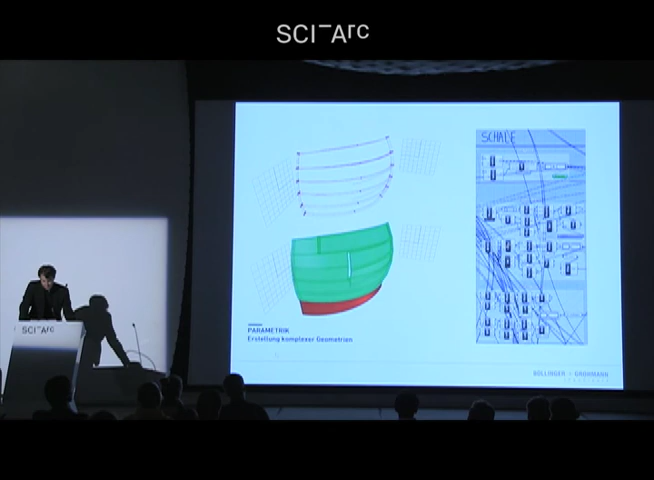 SCI-Arc
SCHALE
SCI-Arc
PARAMETRIK
Erstellung komplexer Geometrien
BOLLINGER + GROHMANN